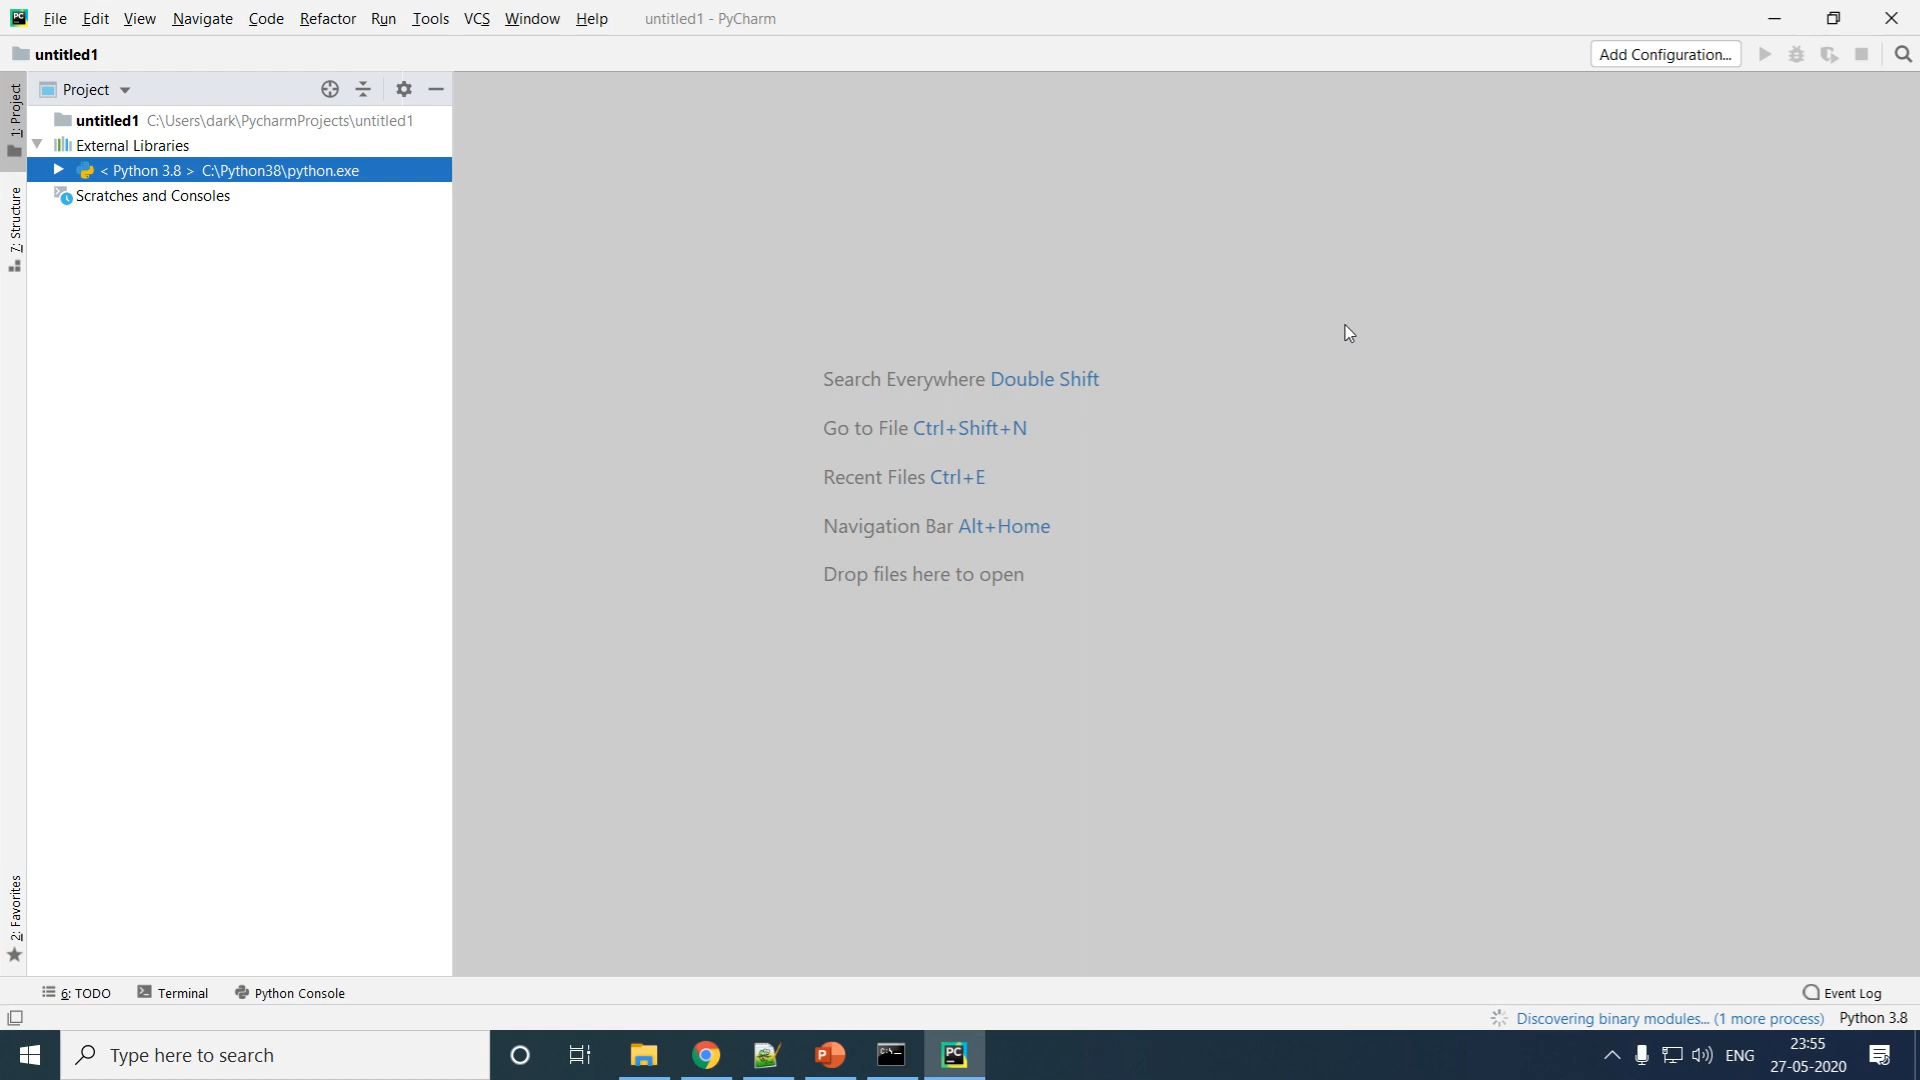 PC File Edit View Navigate Code Refactor Run Tools VCS Window Help untitled1 - PyCharm
untitled1 Add Configuration...
Project
untitled1 C:\Users\dark\PycharmProjects\untitled1
External Libraries
< Python 3.8 > C:\Python38\python.exe
Scratches and Consoles
1: Project
7: Structure
2: Favorites
Search Everywhere Double Shift
Go to File Ctrl+Shift+N
Recent Files Ctrl+E
Navigation Bar Alt+Home
Drop files here to open
6: TODO Terminal Python Console Event Log
Discovering binary modules... (1 more process) Python 3.8
Type here to search P C:\ PC ENG 23:55
27-05-2020